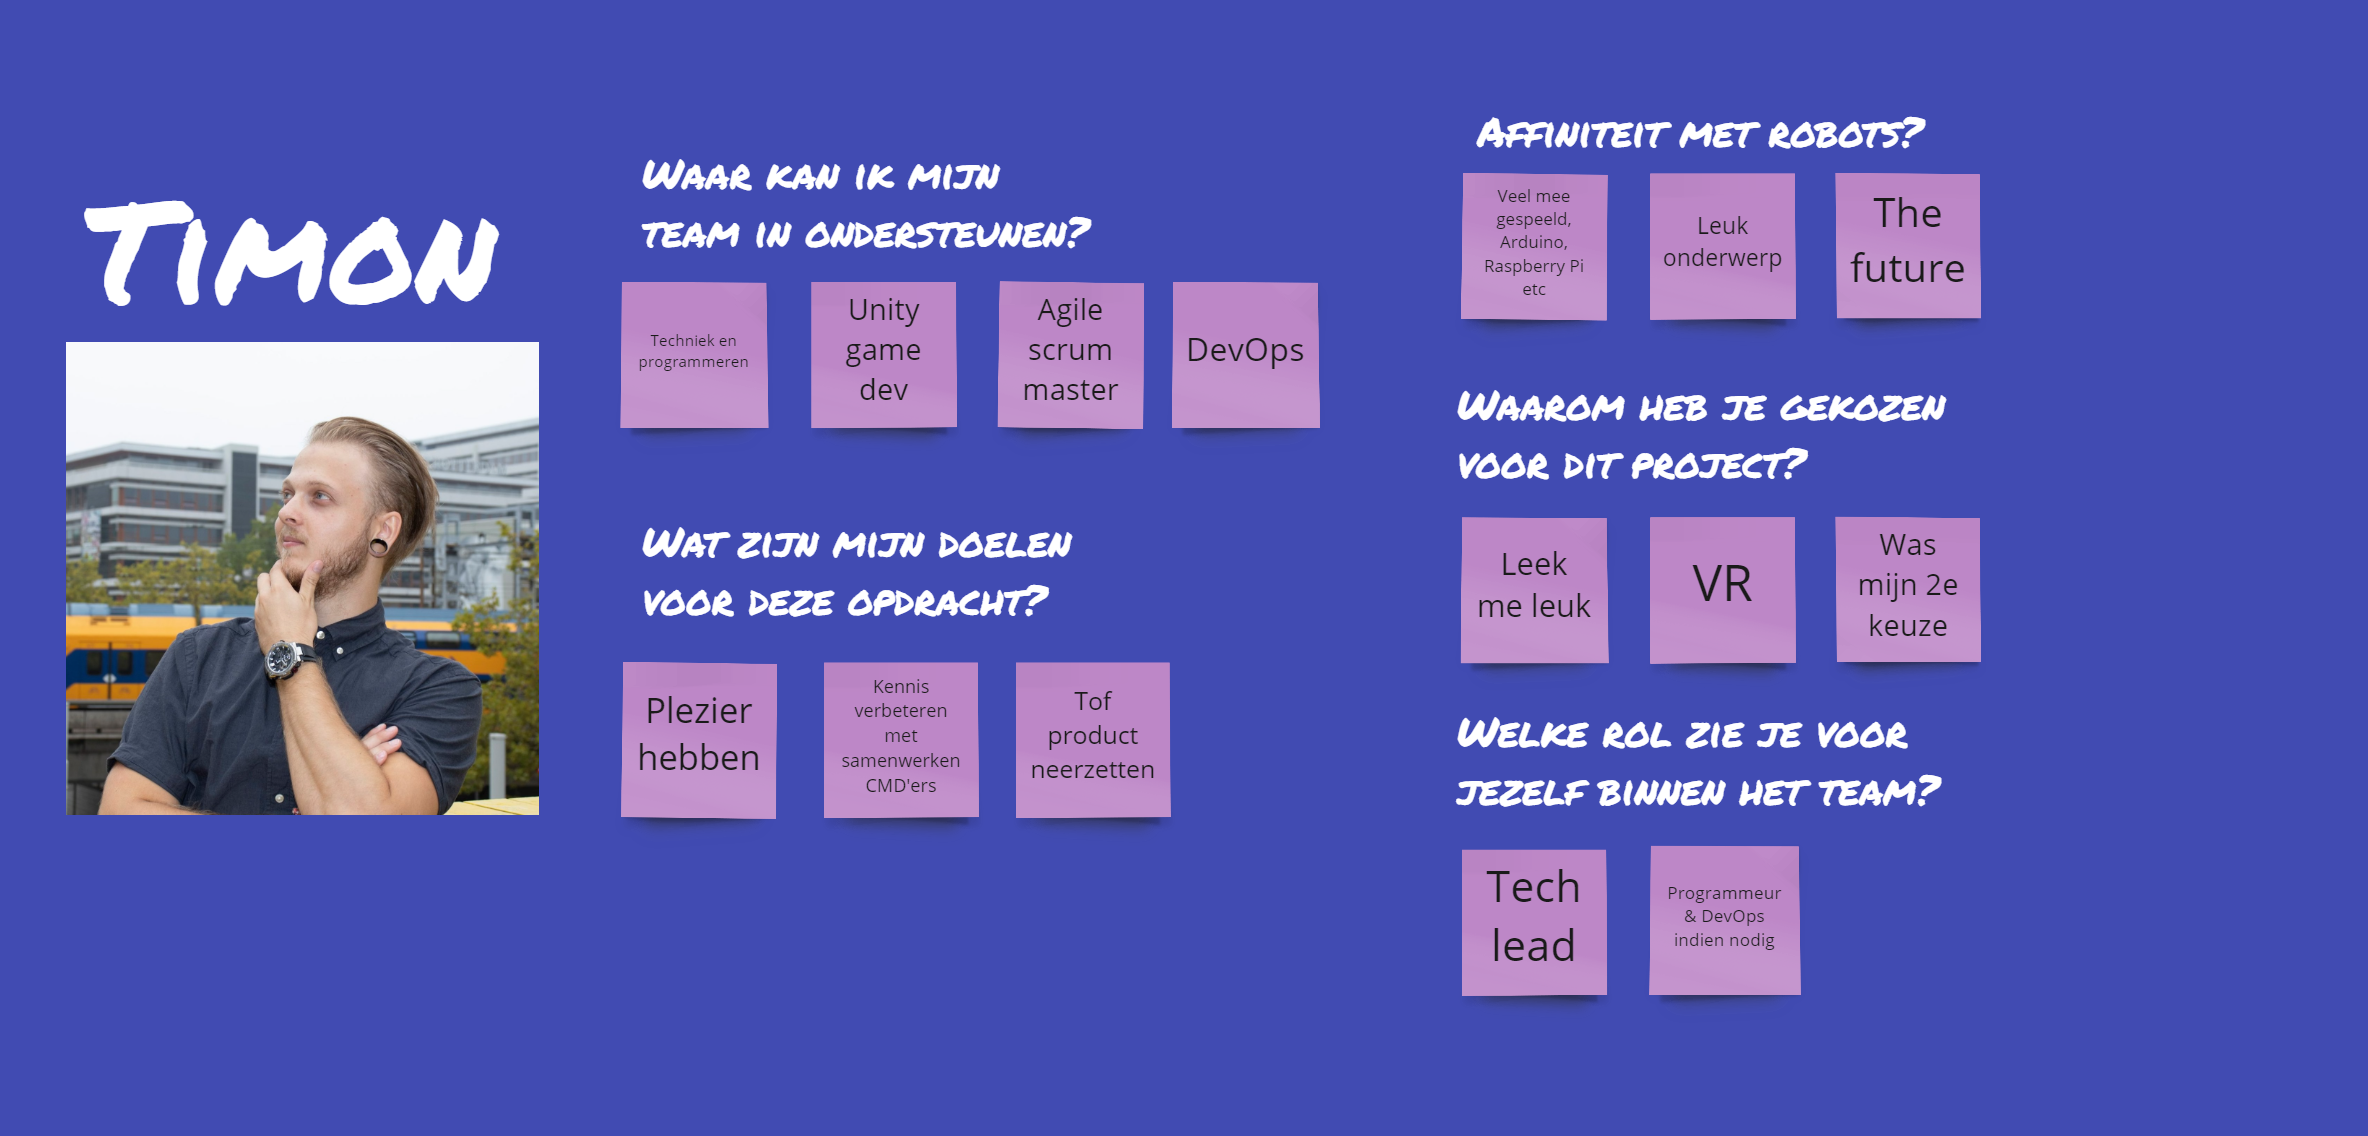 Timon
Waar kan ik mijn
team in ondersteunen?
Techniek en
programmeren
Unity
game
dev
Agile
scrum
master
DevOps
Wat zijn mijn doelen
voor deze opdracht?
Plezier
hebben
Kennis
verbeteren
met
samenwerken
CMD'ers
Tof
product
neerzetten
Affiniteit met robots?
Veel mee
gespeeld,
Arduino,
Raspberry Pi
etc
Leuk
onderwerp
The
future
Waarom heb je gekozen
voor dit project?
Leek
me leuk
VR
Was
mijn 2e
keuze
Welke rol zie je voor
jezelf binnen het team?
Tech
lead
Programmeur
& DevOps
indien nodig